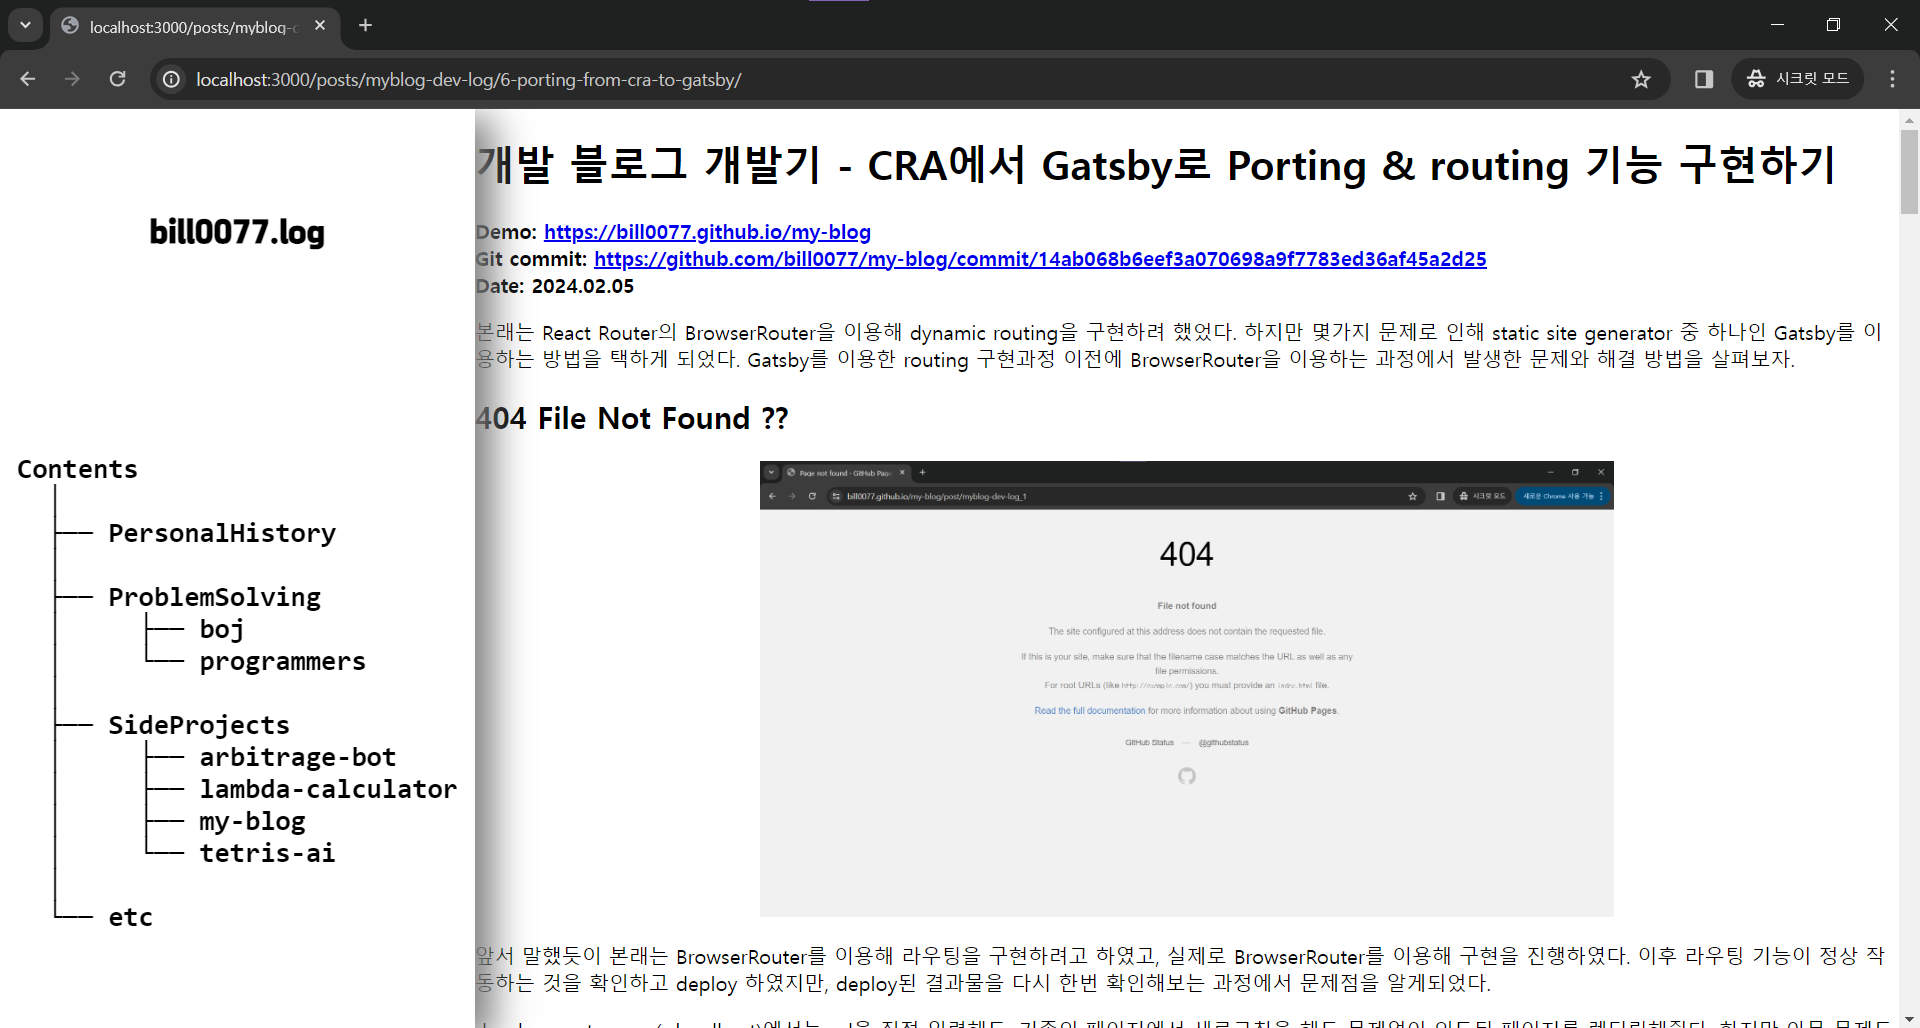 localhost:3000/posts/myblog-d
localhost:3000/posts/myblog-dev-log/6-porting-from-cra-to-gatsby/
시크릿 모드
bill0077.log
Contents
PersonalHistory
ProblemSolving
boj
programmers
SideProjects
arbitrage-bot
lambda-calculator
my-blog
tetris-ai
etc
개발 블로그 개발기 - CRA에서 Gatsby로 Porting & routing 기능 구현하기
Demo: https://bill0077.github.io/my-blog
Git commit: https://github.com/bill0077/my-blog/commit/14ab068b6eef3a070698a9f7783ed36af45a2d25
Date: 2024.02.05
본래는 React Router의 BrowserRouter을 이용해 dynamic routing을 구현하려 했었다. 하지만 몇가지 문제로 인해 static site generator 중 하나인 Gatsby를 이
용하는 방법을 택하게 되었다. Gatsby를 이용한 routing 구현과정 이전에 BrowserRouter을 이용하는 과정에서 발생한 문제와 해결 방법을 살펴보자.
404 File Not Found ??
Page not found · GitHub Pag
bill0077.github.io/my-blog/post/myblog-dev-log_1
시크릿 모드
새로운 Chrome 사용 가능
404
File not found
The site configured at this address does not contain the requested file.
If this is your site, make sure that the filename case matches the URL as well as any
file permissions.
For root URLs (like http://example.com/) you must provide an index.html file.
Read the full documentation for more information about using GitHub Pages.
GitHub Status — @githubstatus
앞서 말했듯이 본래는 BrowserRouter를 이용해 라우팅을 구현하려고 하였고, 실제로 BrowserRouter를 이용해 구현을 진행하였다. 이후 라우팅 기능이 정상 작
동하는 것을 확인하고 deploy 하였지만, deploy된 결과물을 다시 한번 확인해보는 과정에서 문제점을 알게되었다.